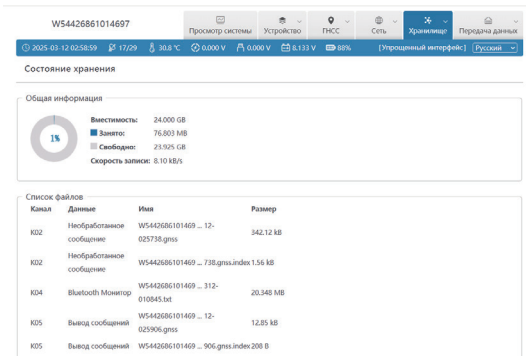 W54426861014697
Просмотр системы
Устройство
ГНСС
Сеть
Хранилище
Передача данных
2025-03-12 02:58:59 17/29 30.8 °C 0.000 V 0.000 V 8.133 V 88% [Упрощенный интерфейс] Русский
Состояние хранения
Общая информация
1%
Вместимость: 24.000 GB
Занято: 76.803 MB
Свободно: 23.925 GB
Скорость записи: 8.10 kB/s
Список файлов
Канал Данные Имя Размер
K02 Необработанное сообщение W5442686101469 ... 12-025738.gnss 342.12 kB
K02 Необработанное сообщение W5442686101469 ... 738.gnss.index 1.56 kB
K04 Bluetooth Монитор W5442686101469 ... 312-010845.txt 20.348 MB
K05 Вывод сообщений W5442686101469 ... 12-025906.gnss 12.85 kB
K05 Вывод сообщений W5442686101469 ... 906.gnss.index 208 B